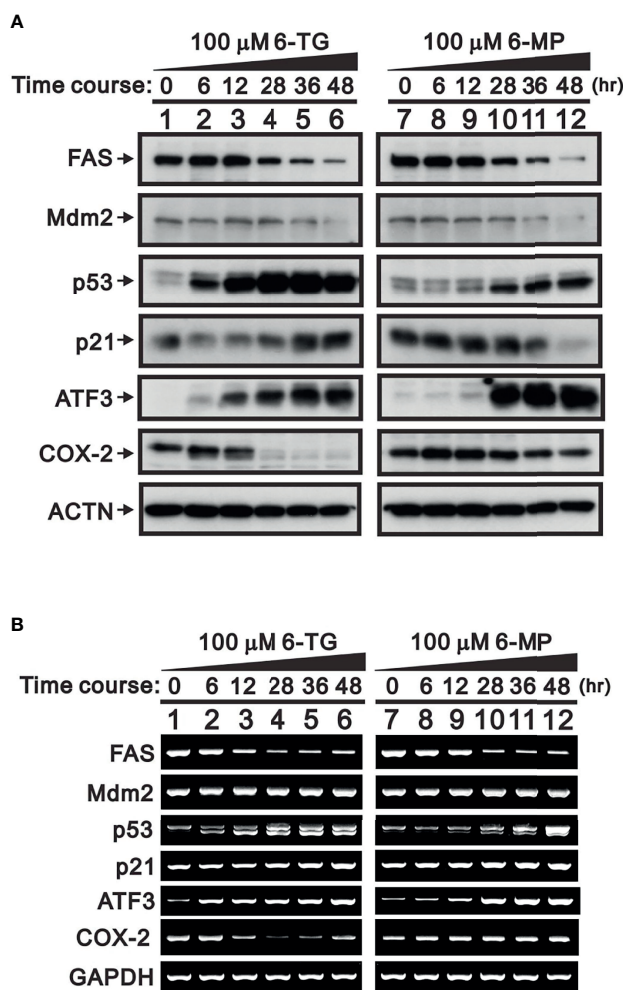 A
100 μM 6-TG 100 μM 6-MP
Time course: 0 6 12 28 36 48 0 6 12 28 36 48 (hr)
1 2 3 4 5 6 7 8 9 10 11 12
FAS
Mdm2
p53
p21
ATF3
COX-2
ACTN
B
100 μM 6-TG 100 μM 6-MP
Time course: 0 6 12 28 36 48 0 6 12 28 36 48 (hr)
1 2 3 4 5 6 7 8 9 10 11 12
FAS
Mdm2
p53
p21
ATF3
COX-2
GAPDH